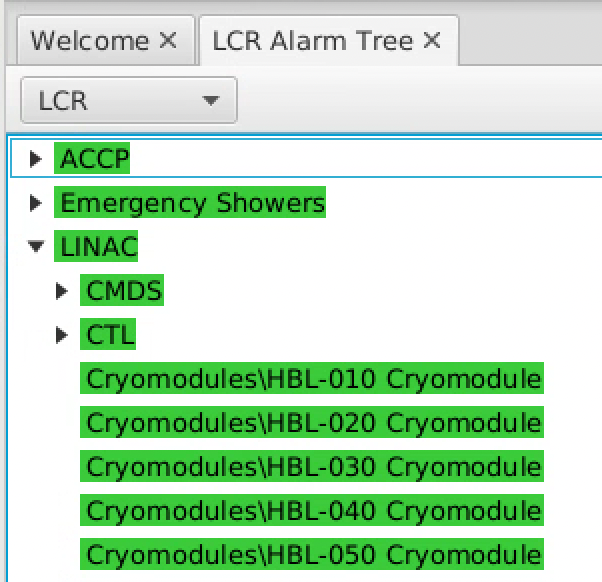 Welcome × LCR Alarm Tree ×
LCR
ACCP
Emergency Showers
LINAC
CMDS
CTL
Cryomodules\HBL-010 Cryomodule
Cryomodules\HBL-020 Cryomodule
Cryomodules\HBL-030 Cryomodule
Cryomodules\HBL-040 Cryomodule
Cryomodules\HBL-050 Cryomodule